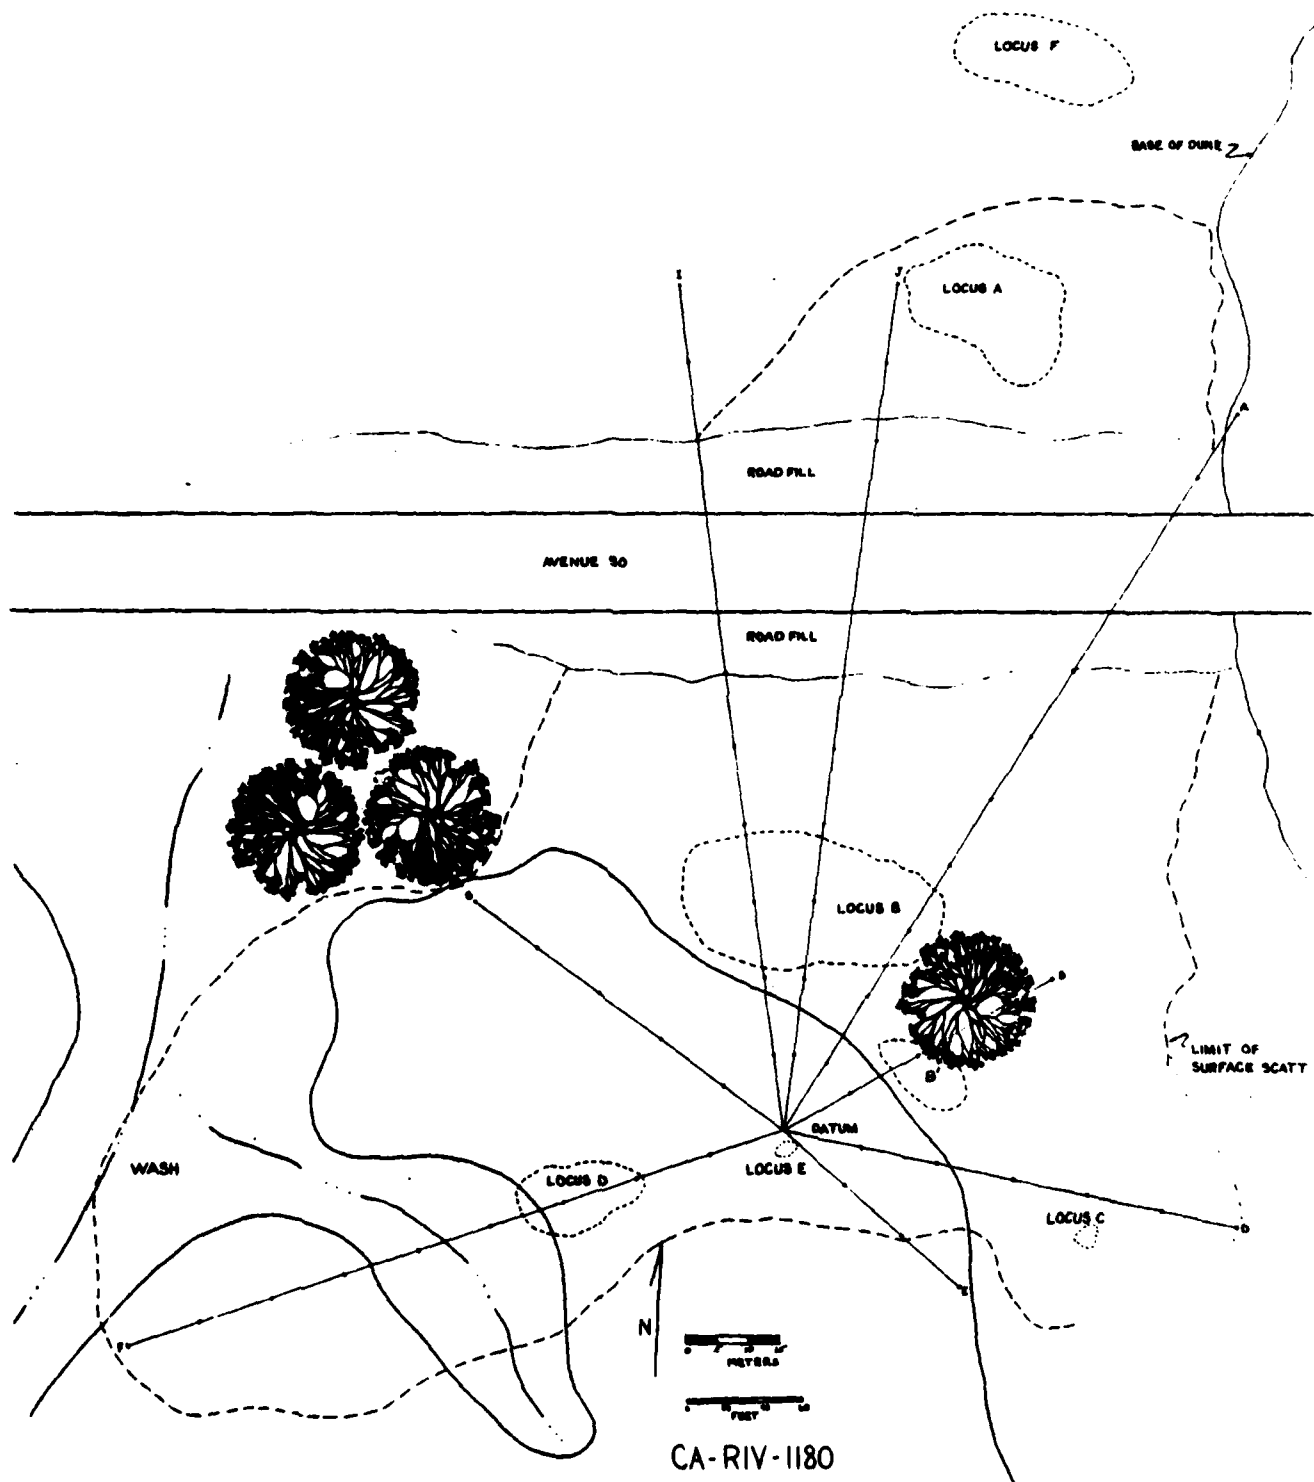 LOCUS F
BASE OF DUNE
I
J
LOCUS A
A
ROAD FILL
AVENUE 50
ROAD FILL
LOCUS B
G
B
B'
LIMIT OF
SURFACE SCATT
DATUM
WASH
LOCUS E
LOCUS D
LOCUS C
D
E
F
N
METERS
FEET
CA-RIV-1180